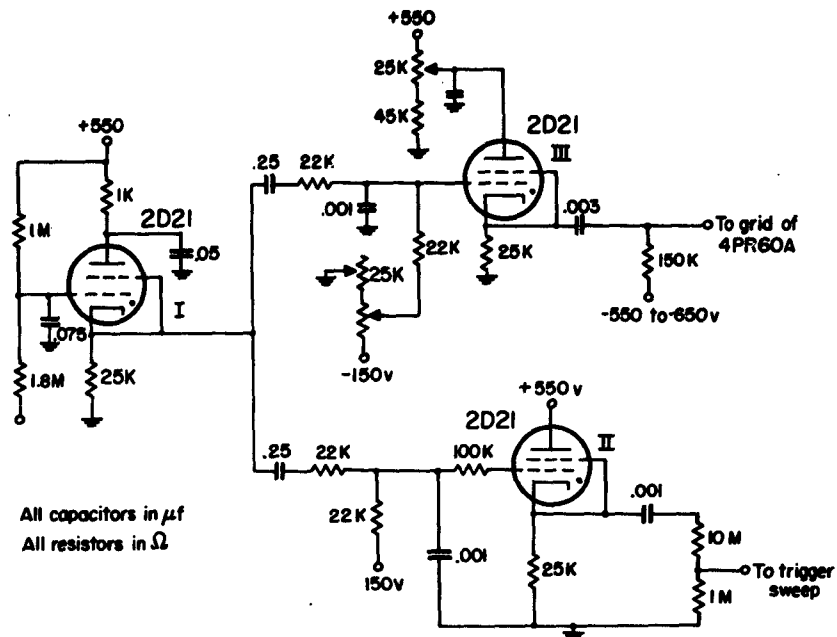 +550
25K
45K
2D21
III
+550
1K
2D21
1M
.05
I
.075
1.8M
25K
.25
22K
.001
22K
25K
-150v
25K
.003
To grid of
4PR60A
150K
-550 to-650v
+550v
2D21
II
.25
22K
100K
22K
150v
.001
25K
.001
10M
1M
To trigger
sweep
All capacitors in µf
All resistors in Ω